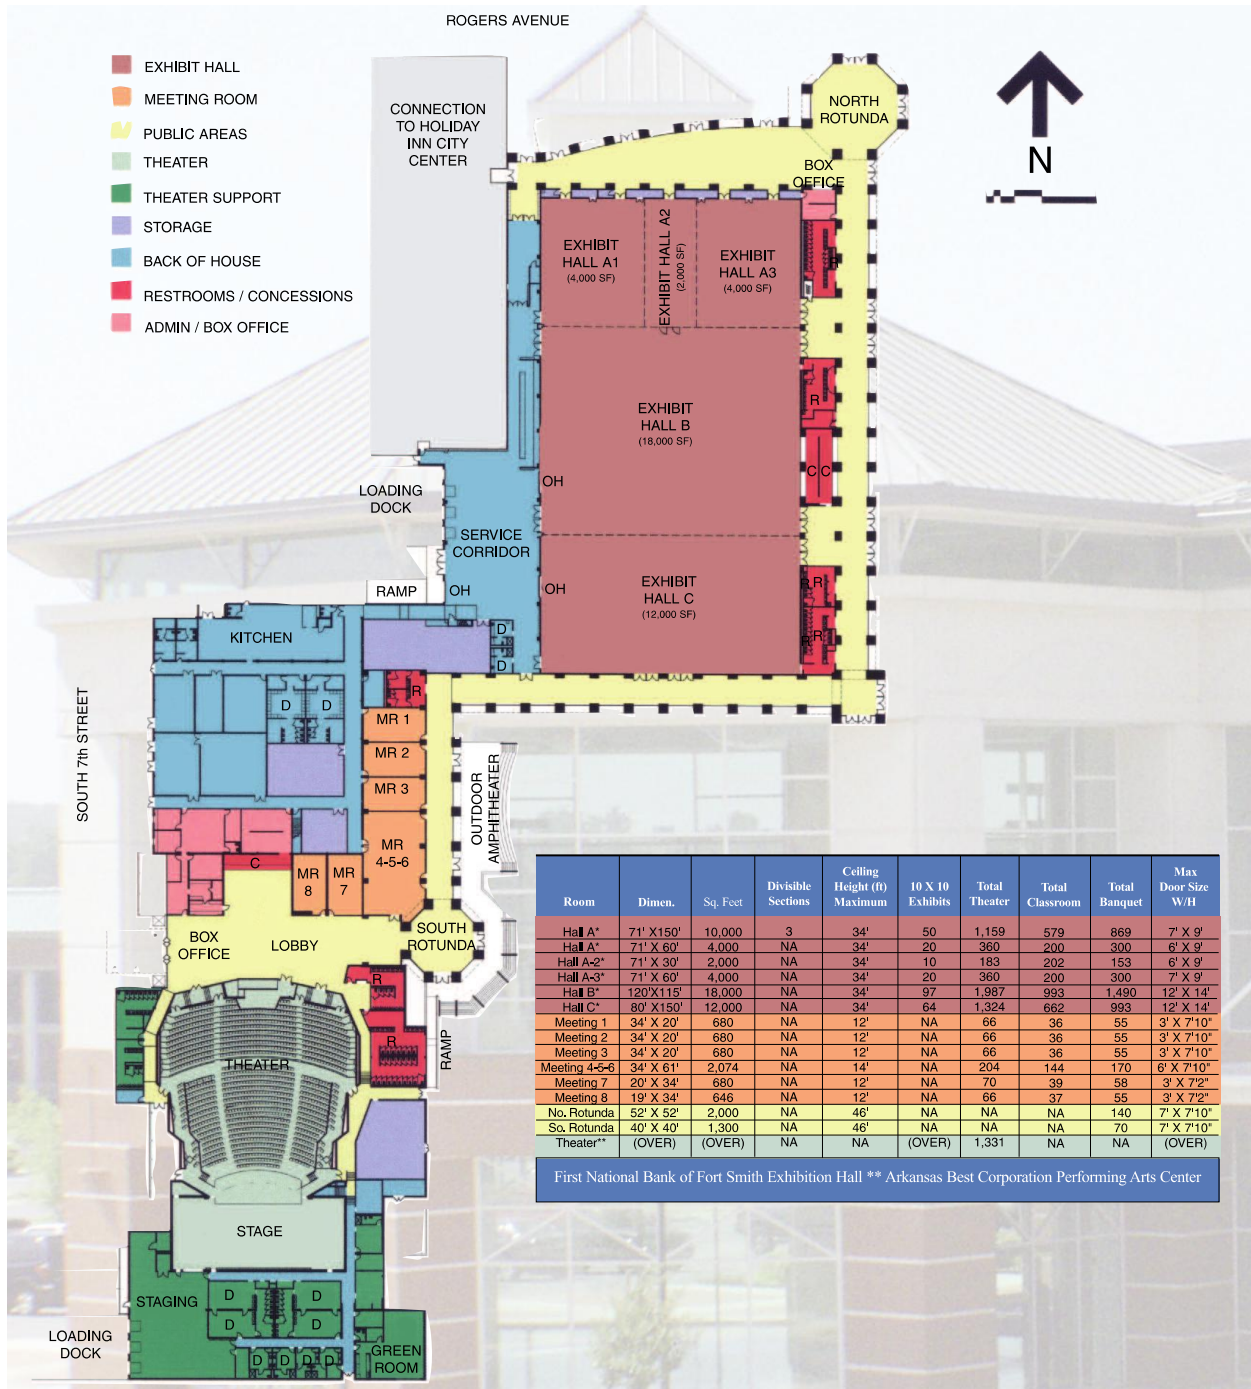 ROGERS AVENUE
EXHIBIT HALL
MEETING ROOM
PUBLIC AREAS
THEATER
THEATER SUPPORT
STORAGE
BACK OF HOUSE
RESTROOMS / CONCESSIONS
ADMIN / BOX OFFICE
CONNECTION
TO HOLIDAY
INN CITY
CENTER
NORTH
ROTUNDA
N
BOX
OFFICE
EXHIBIT
HALL A1
(4,000 SF)
EXHIBIT HALL A2
(2,000 SF)
EXHIBIT
HALL A3
(4,000 SF)
R
EXHIBIT
HALL B
(18,000 SF)
R
C C
LOADING
DOCK
OH
SERVICE
CORRIDOR
RAMP
OH
OH
EXHIBIT
HALL C
(12,000 SF)
R R
R R
KITCHEN
D
D
R
D D
MR 1
MR 2
MR 3
MR
4-5-6
SOUTH 7th STREET
OUTDOOR
AMPHITHEATER
C
MR
8
MR
7
BOX
OFFICE
LOBBY
SOUTH
ROTUNDA
R
R
RAMP
THEATER
STAGE
STAGING
D D
D D
D D D D
LOADING
DOCK
GREEN
ROOM
Room Dimen. Sq. Feet Divisible Sections Ceiling Height (ft) Maximum 10 X 10 Exhibits Total Theater Total Classroom Total Banquet Max Door Size W/H
Hall A* 71' X150' 10,000 3 34' 50 1,159 579 869 7' X 9'
Hall A* 71' X 60' 4,000 NA 34' 20 360 200 300 6' X 9'
Hall A-2* 71' X 30' 2,000 NA 34' 10 183 202 153 6' X 9'
Hall A-3* 71' X 60' 4,000 NA 34' 20 360 200 300 7' X 9'
Hall B* 120'X115' 18,000 NA 34' 97 1,987 993 1,490 12' X 14'
Hall C* 80' X150' 12,000 NA 34' 64 1,324 662 993 12' X 14'
Meeting 1 34' X 20' 680 NA 12' NA 66 36 55 3' X 7'10"
Meeting 2 34' X 20' 680 NA 12' NA 66 36 55 3' X 7'10"
Meeting 3 34' X 20' 680 NA 12' NA 66 36 55 3' X 7'10"
Meeting 4-5-6 34' X 61' 2,074 NA 14' NA 204 144 170 6' X 7'10"
Meeting 7 20' X 34' 680 NA 12' NA 70 39 58 3' X 7'2"
Meeting 8 19' X 34' 646 NA 12' NA 66 37 55 3' X 7'2"
No. Rotunda 52' X 52' 2,000 NA 46' NA NA NA 140 7' X 7'10"
So. Rotunda 40' X 40' 1,300 NA 46' NA NA NA 70 7' X 7'10"
Theater** (OVER) (OVER) NA NA (OVER) 1,331 NA NA (OVER)
First National Bank of Fort Smith Exhibition Hall ** Arkansas Best Corporation Performing Arts Center